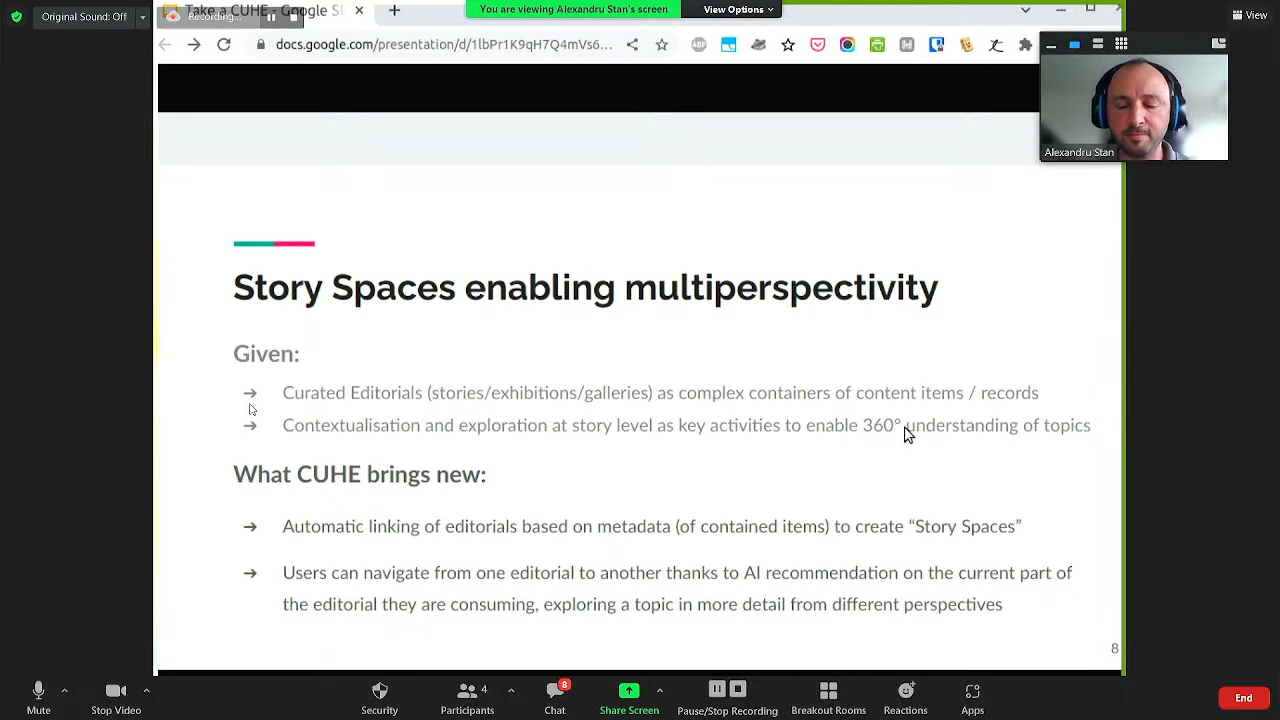 Original Sound: Off
Take a CUHE - Google Sl
Recording...
You are viewing Alexandru Stan's screen
View Options
View
docs.google.com/presentation/d/1lbPr1K9qH7Q4mVs6...
ABP
Alexandru Stan
Story Spaces enabling multiperspectivity
Given:
➔ Curated Editorials (stories/exhibitions/galleries) as complex containers of content items / records
➔ Contextualisation and exploration at story level as key activities to enable 360° understanding of topics
What CUHE brings new:
➔ Automatic linking of editorials based on metadata (of contained items) to create “Story Spaces”
➔ Users can navigate from one editorial to another thanks to AI recommendation on the current part of
the editorial they are consuming, exploring a topic in more detail from different perspectives
8
Mute
Stop Video
Security
Participants
4
Chat
8
Share Screen
Pause/Stop Recording
Breakout Rooms
Reactions
Apps
End